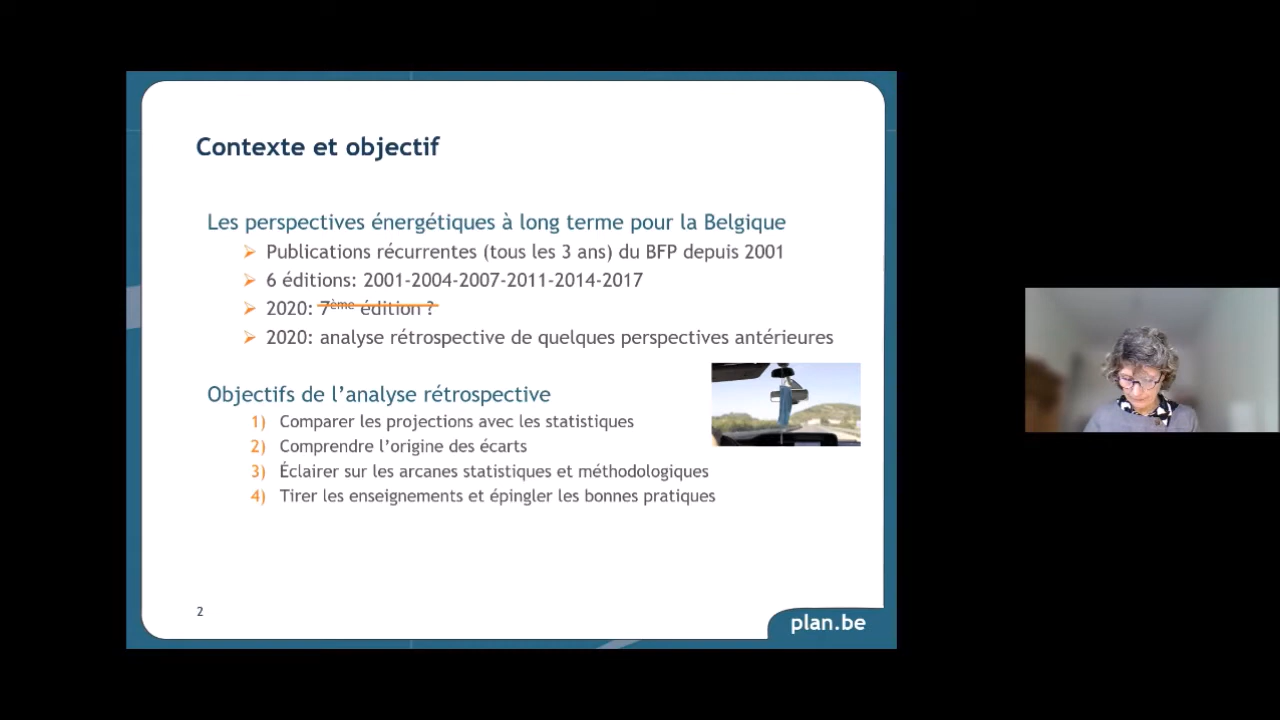 Contexte et objectif
Les perspectives énergétiques à long terme pour la Belgique
Publications récurrentes (tous les 3 ans) du BFP depuis 2001
6 éditions: 2001-2004-2007-2011-2014-2017
2020: 7ème édition ?
2020: analyse rétrospective de quelques perspectives antérieures
Objectifs de l'analyse rétrospective
1) Comparer les projections avec les statistiques
2) Comprendre l'origine des écarts
3) Éclairer sur les arcanes statistiques et méthodologiques
4) Tirer les enseignements et épingler les bonnes pratiques
2
plan.be